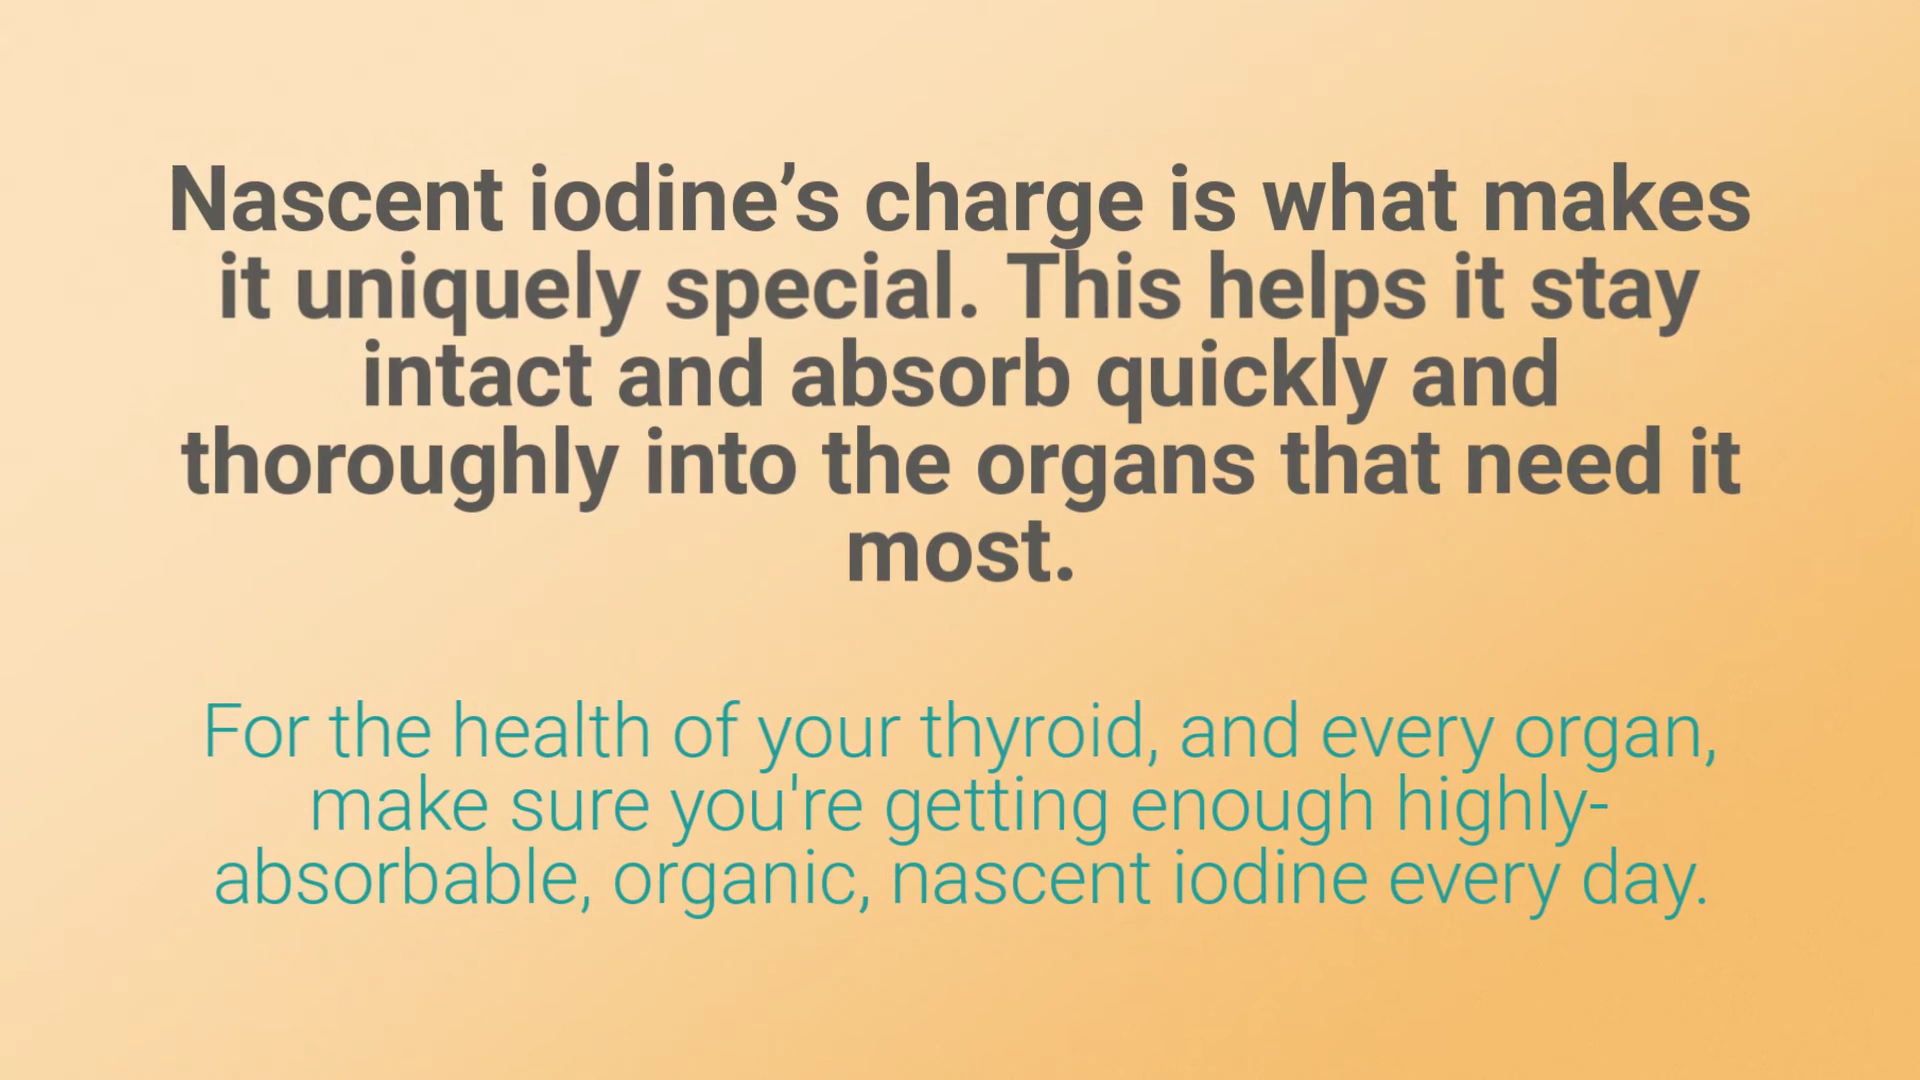 Nascent iodine’s charge is what makes
it uniquely special. This helps it stay
intact and absorb quickly and
thoroughly into the organs that need it
most.
For the health of your thyroid, and every organ,
make sure you're getting enough highly-
absorbable, organic, nascent iodine every day.